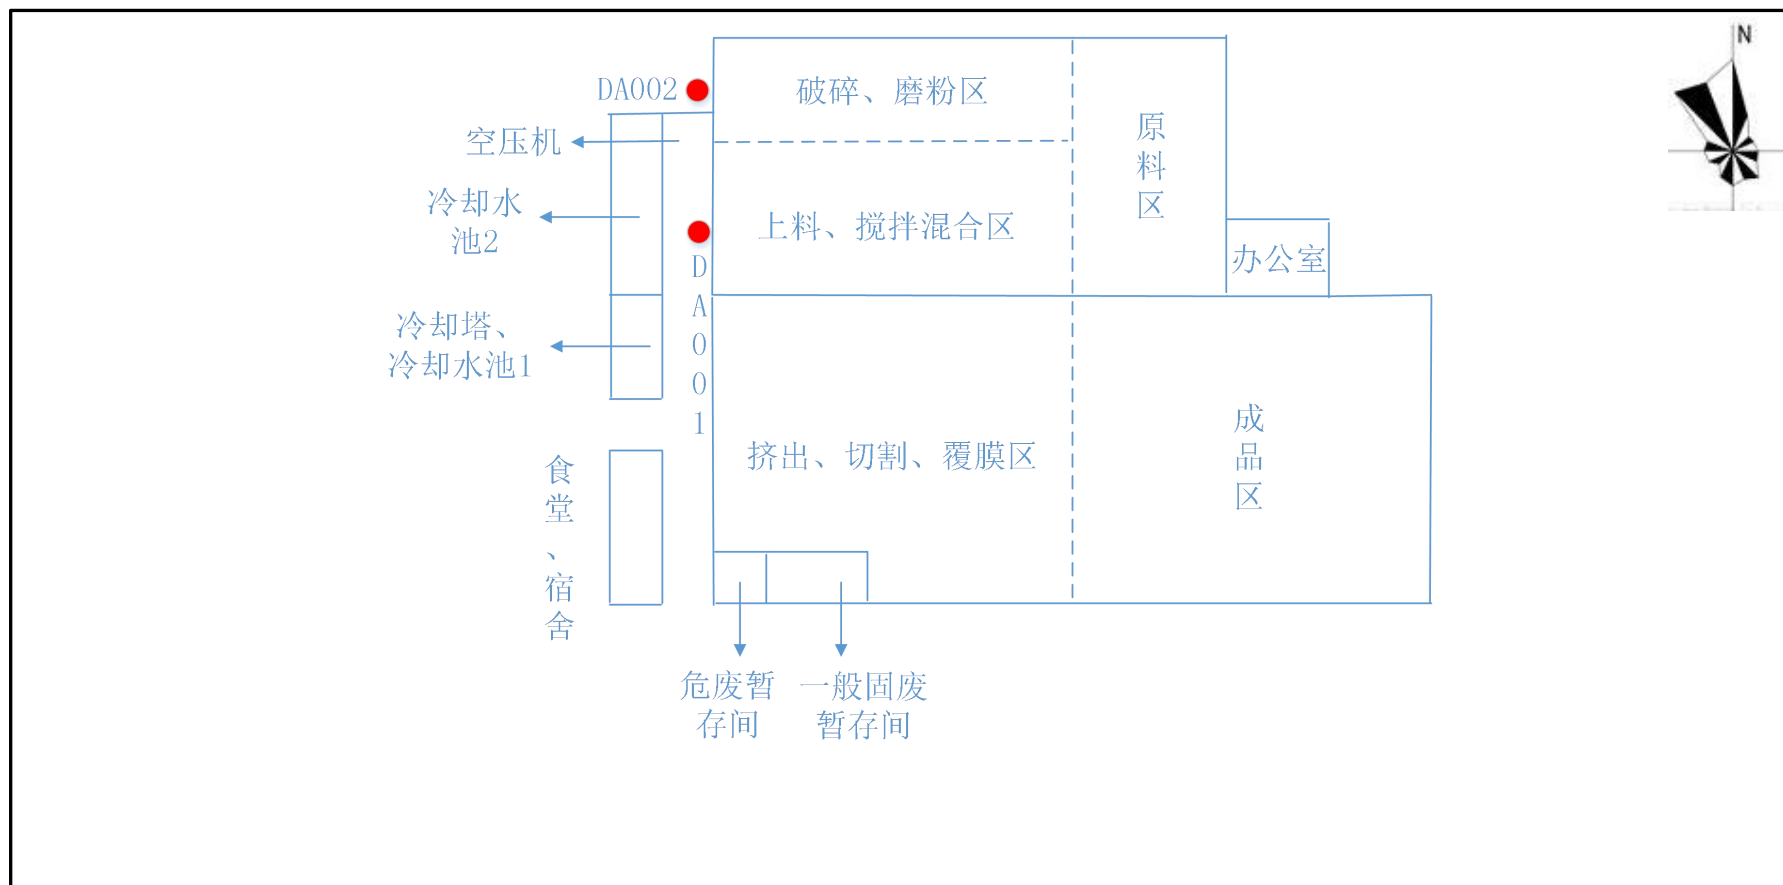 N
DA002
破碎、磨粉区
空压机
原料区
冷却水
池2
上料、搅拌混合区
DA001
办公室
冷却塔、
冷却水池1
成品区
挤出、切割、覆膜区
食堂、宿舍
危废暂
存间
一般固废
暂存间